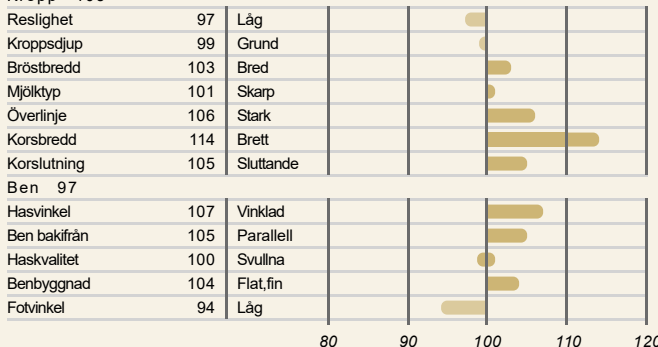 Reslighet 97 Låg
Kroppsdjup 99 Grund
Bröstbredd 103 Bred
Mjölktyp 101 Skarp
Överlinje 106 Stark
Korsbredd 114 Brett
Korslutning 105 Sluttande
Ben 97
Hasvinkel 107 Vinklad
Ben bakifrån 105 Parallell
Haskvalitet 100 Svullna
Benbyggnad 104 Flat,fin
Fotvinkel 94 Låg
80 90 100 110 120